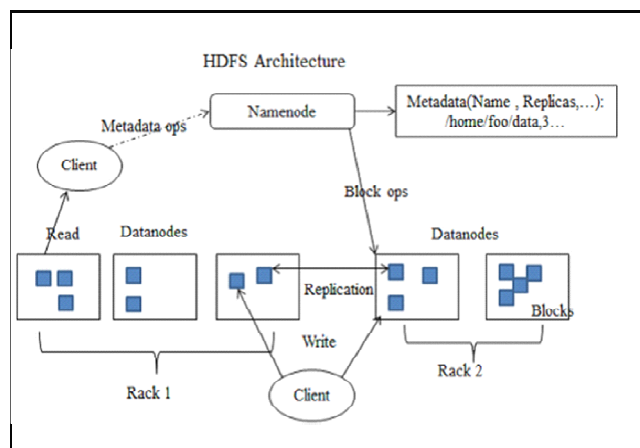 HDFS Architecture
Metadata(Name , Replicas,...):
/home/foo/data,3...
Namenode
Metadata ops
Client
Block ops
Read
Datanodes
Datanodes
Replication
Blocks
Write
Rack 1
Rack 2
Client